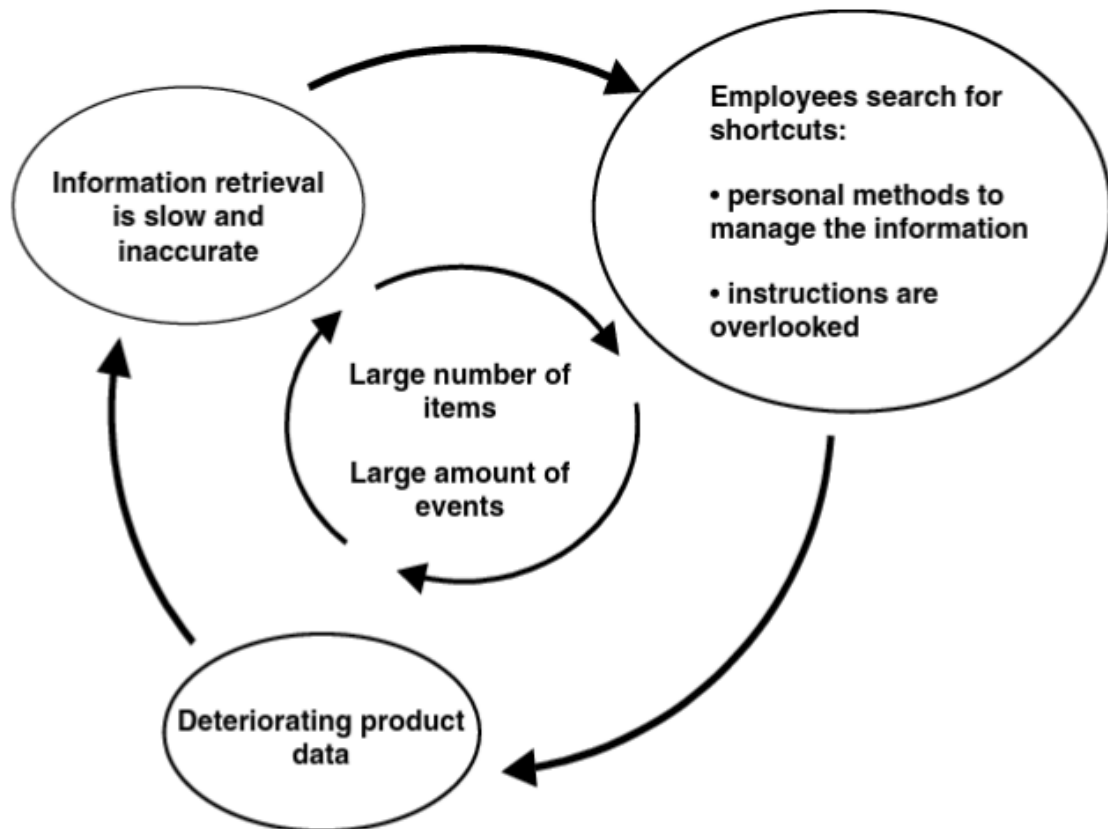 Information retrieval
is slow and
inaccurate
Employees search for
shortcuts:
• personal methods to
manage the information
• instructions are
overlooked
Large number of
items
Large amount of
events
Deteriorating product
data